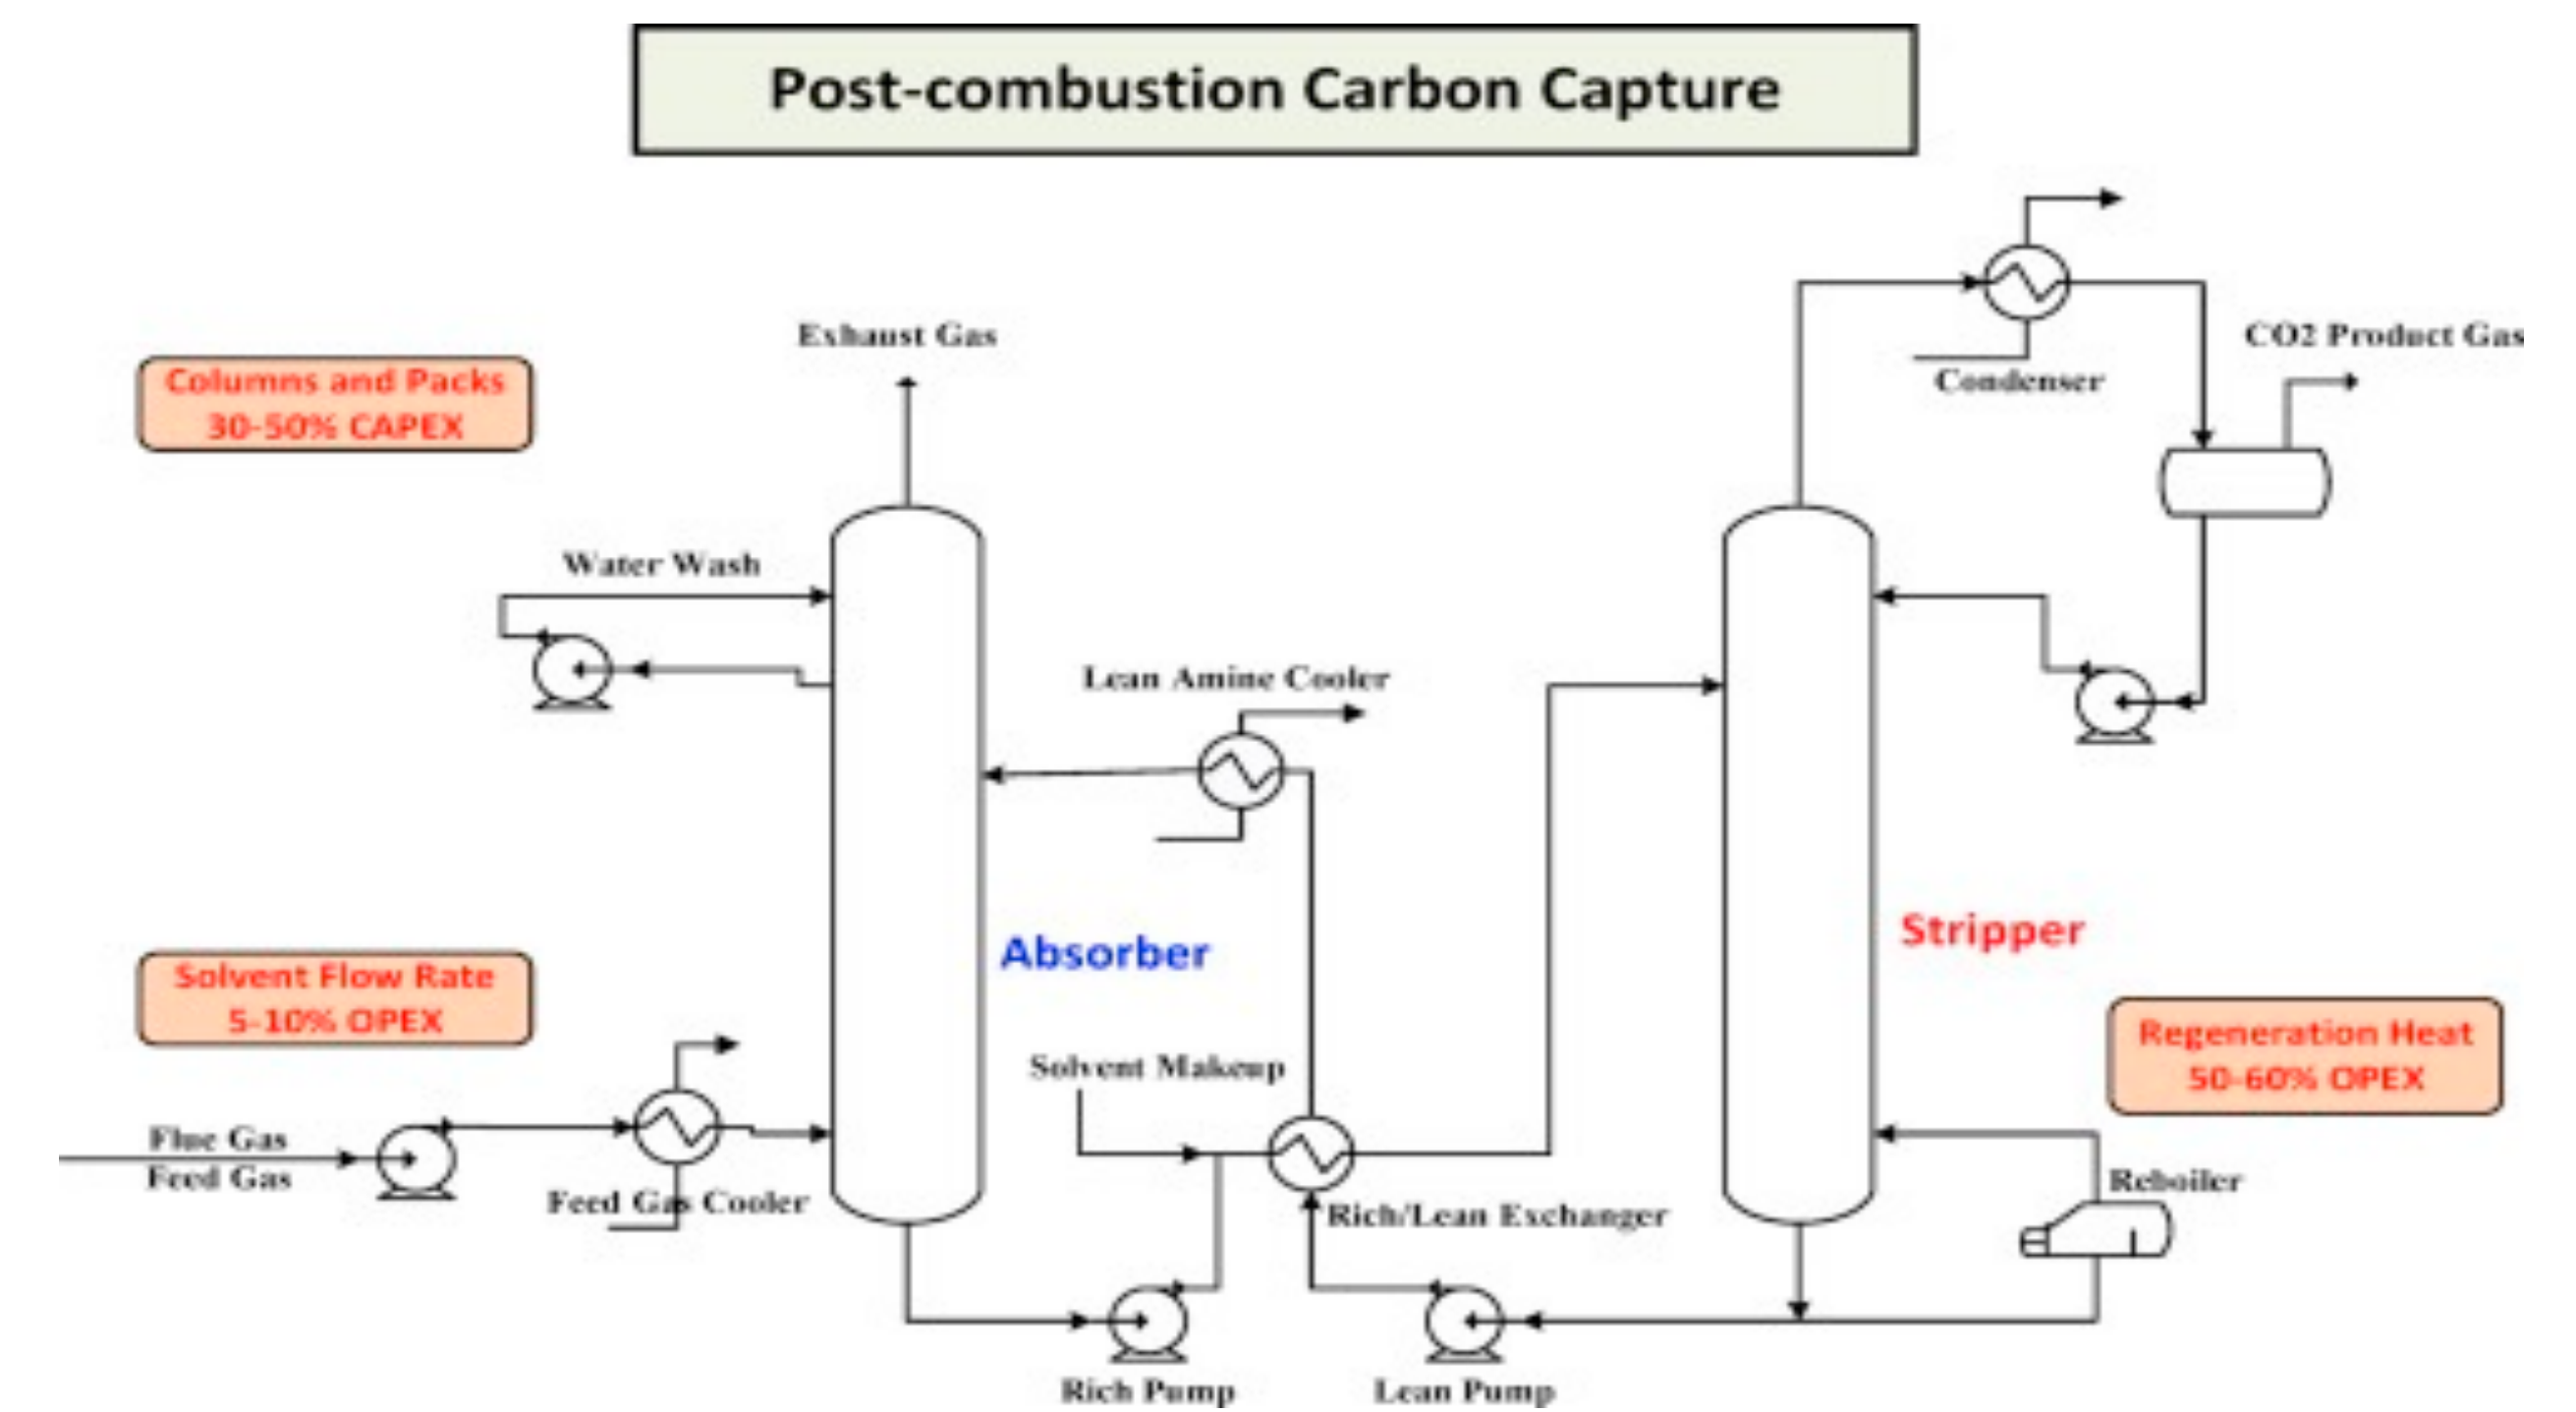 Post-combustion Carbon Capture
Exhaust Gas
CO2 Product Gas
Columns and Packs
30-50% CAPEX
Condenser
Water Wash
Lean Amine Cooler
Absorber
Stripper
Solvent Flow Rate
5-10% OPEX
Regeneration Heat
50-60% OPEX
Solvent Makeup
Flue Gas
Feed Gas
Feed Gas Cooler
Rich/Lean Exchanger
Reboiler
Rich Pump
Lean Pump